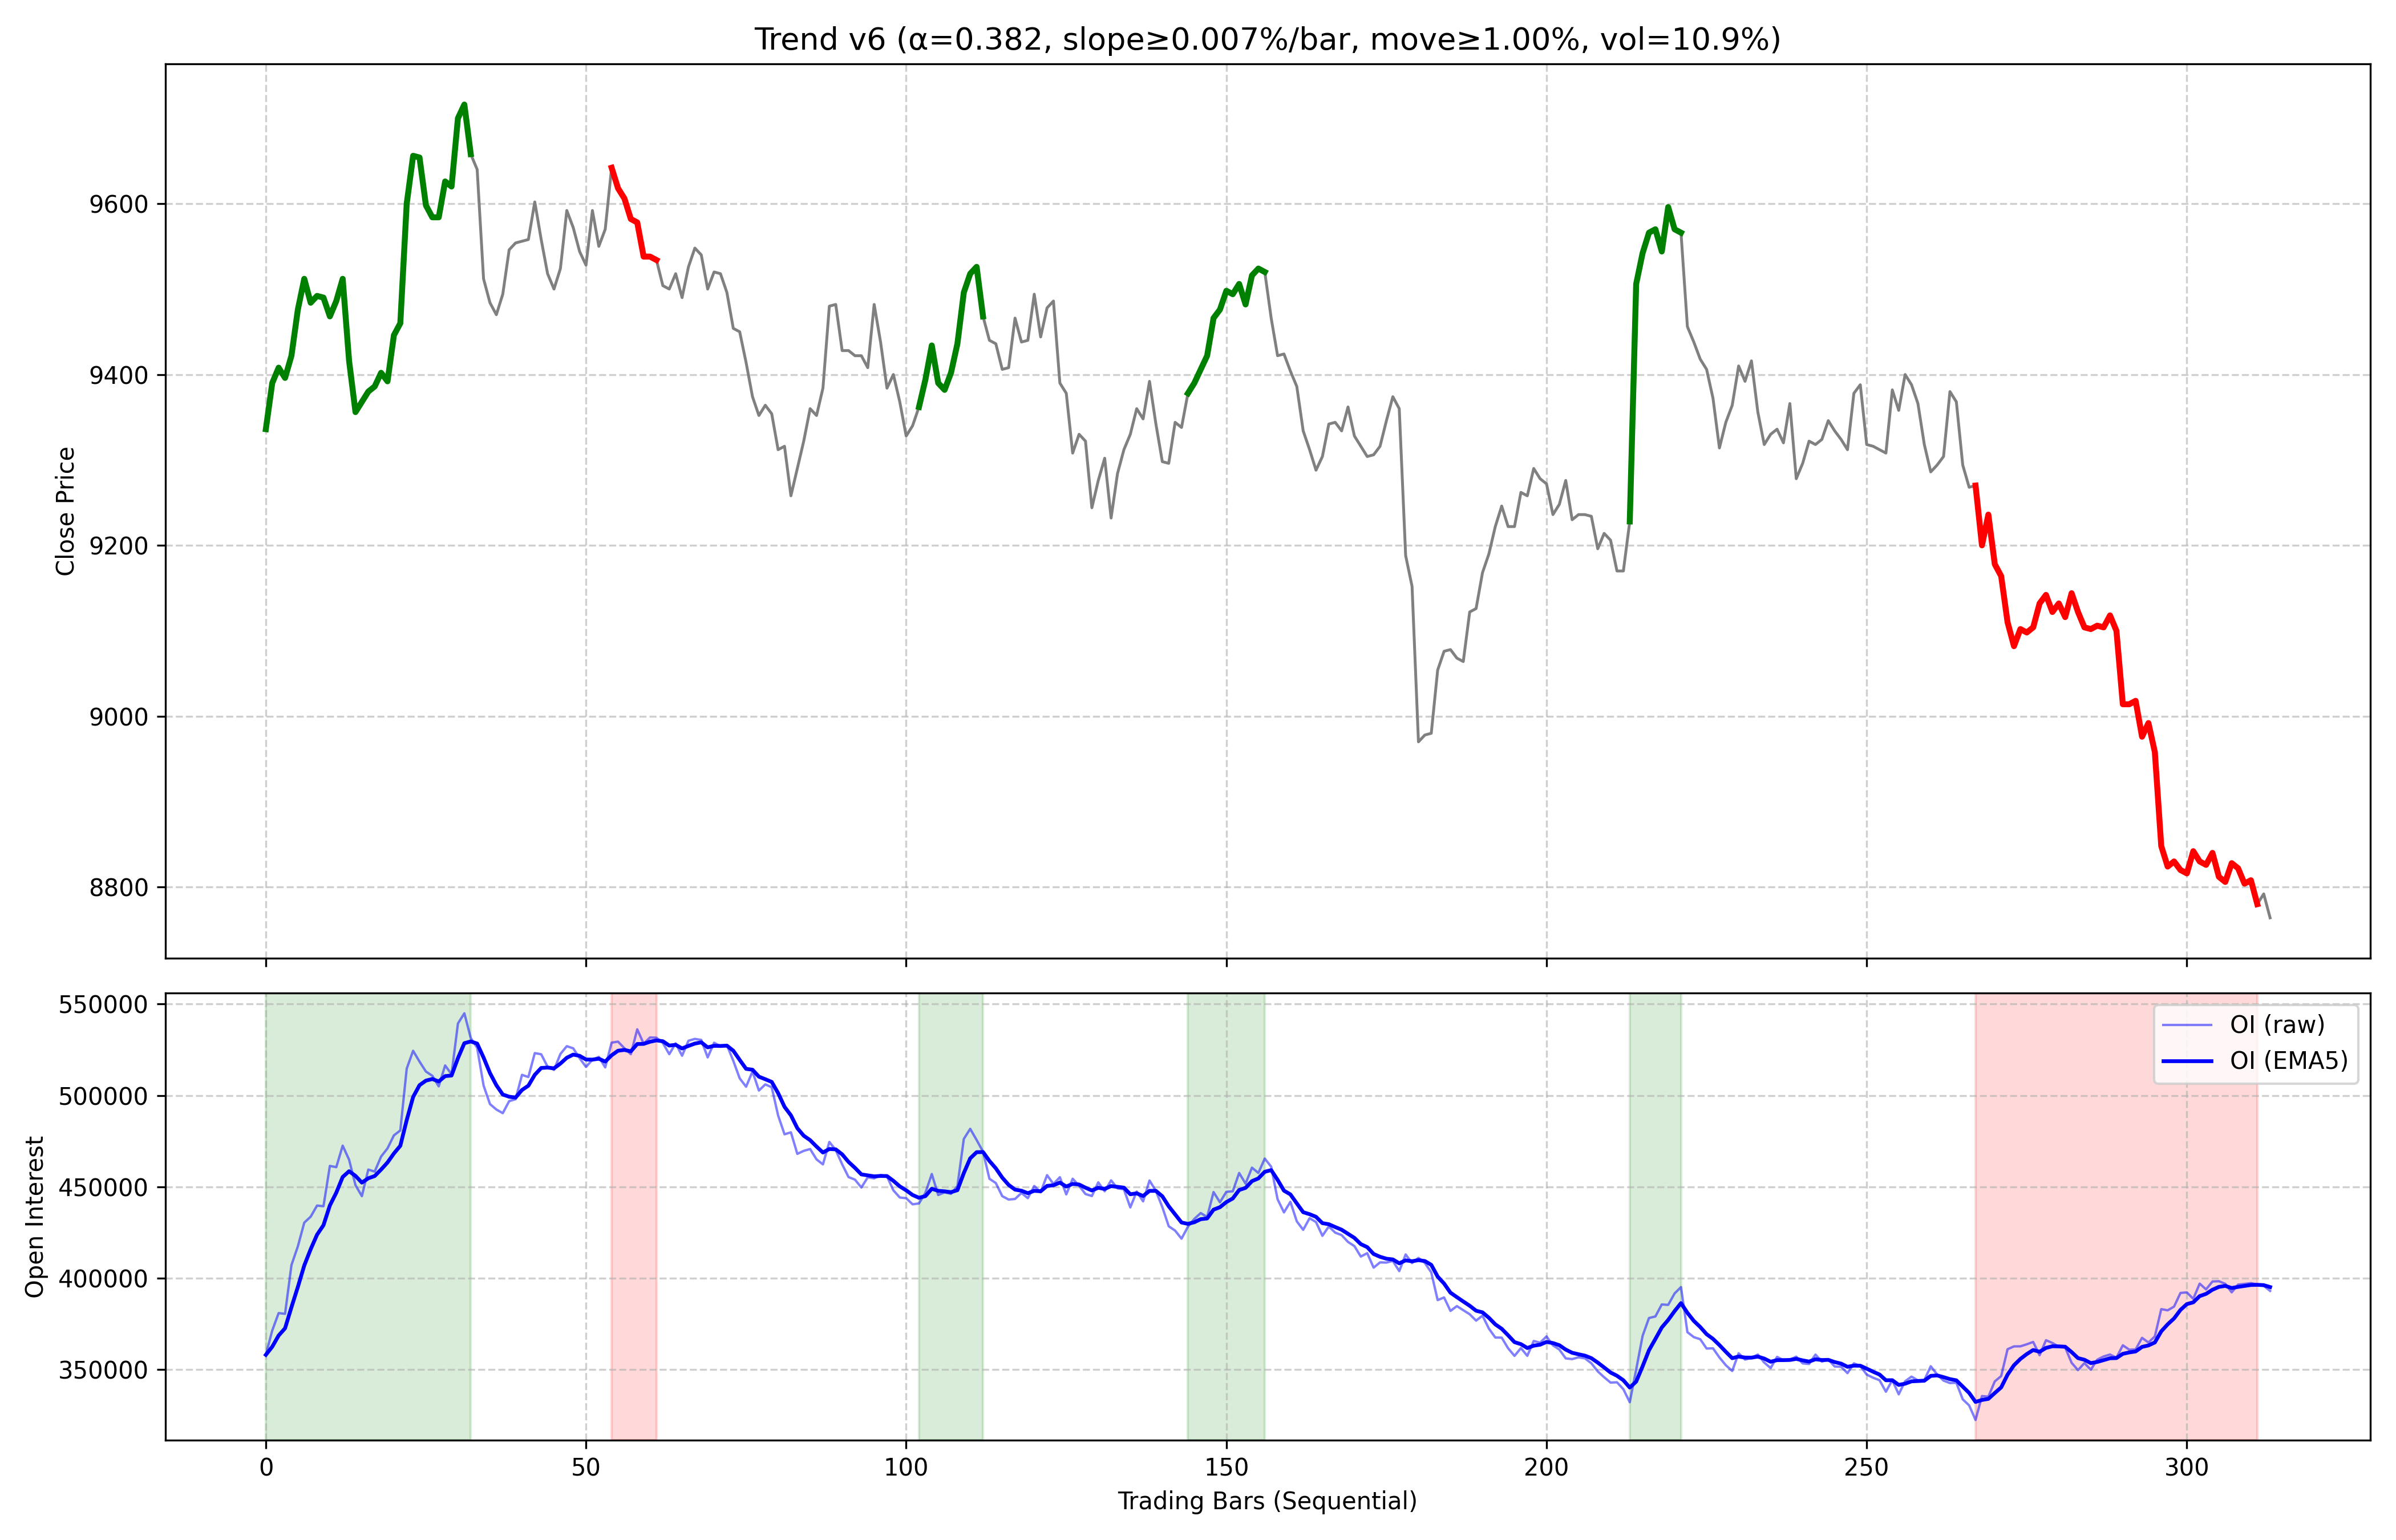 Trend v6 (α=0.382, slope≥0.007%/bar, move≥1.00%, vol=10.9%)
Close Price
9600
9400
9200
9000
8800
Open Interest
550000
500000
450000
400000
350000
OI (raw)
OI (EMA5)
0 50 100 150 200 250 300
Trading Bars (Sequential)